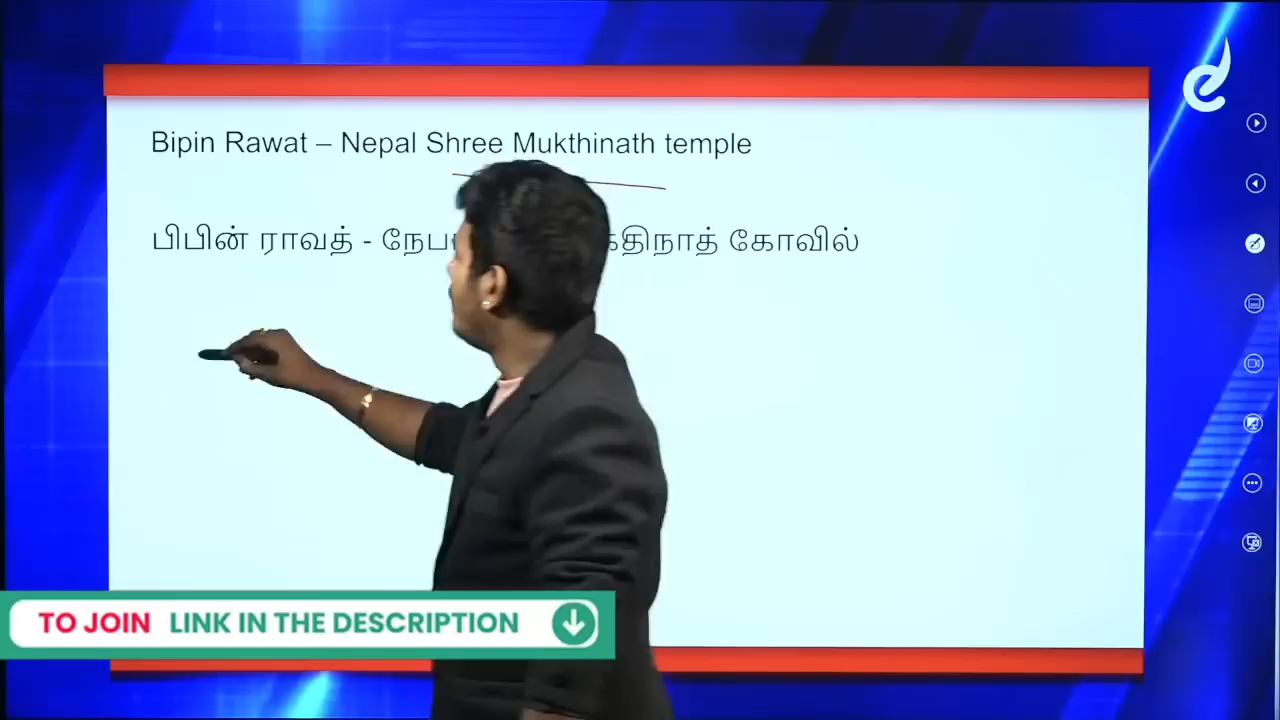 Bipin Rawat – Nepal Shree Mukthinath temple
பிபின் ராவத் - கோவில்
TO JOIN LINK IN THE DESCRIPTION